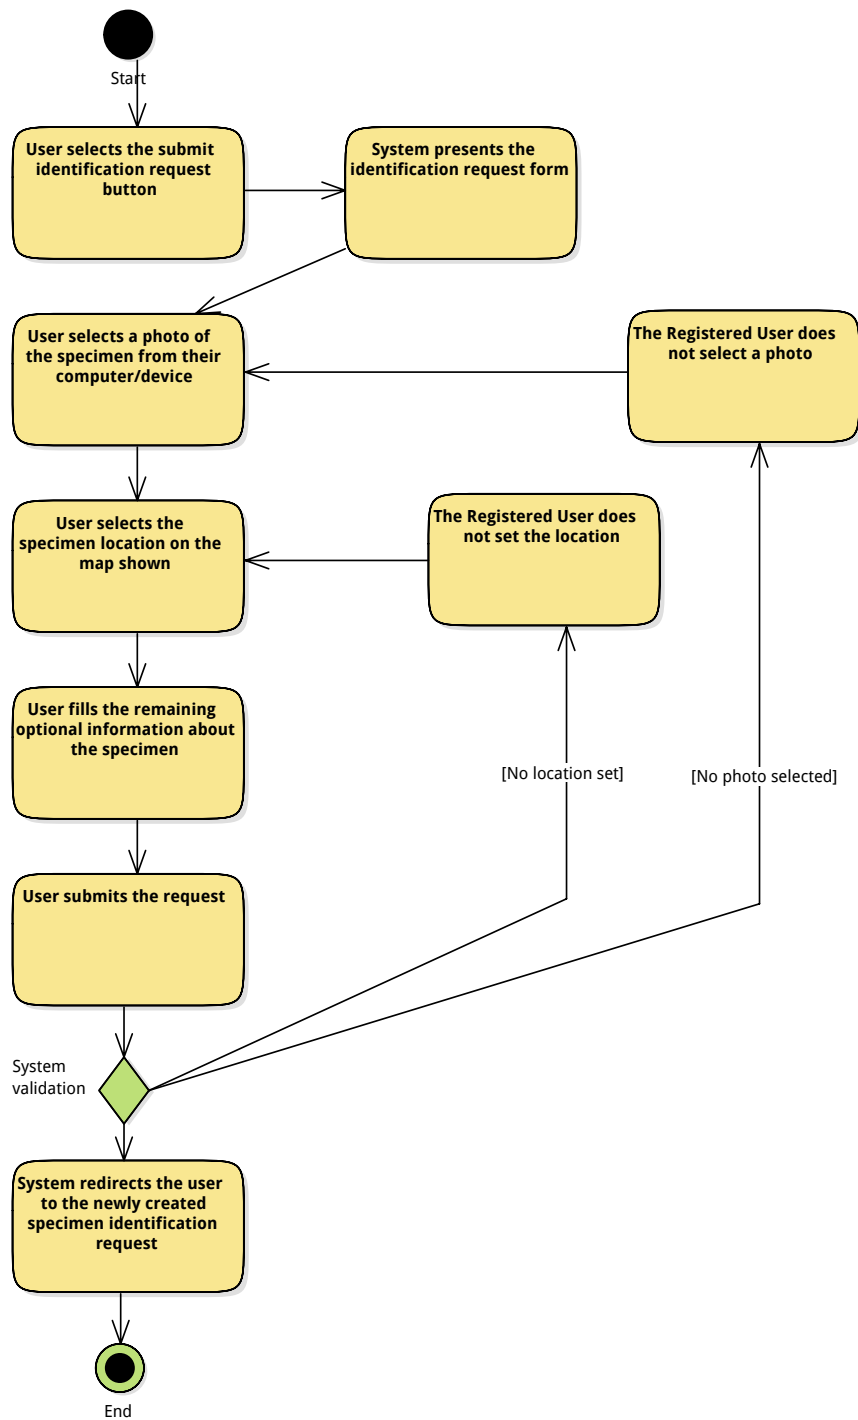 Start
User selects the submit
identification request
button
System presents the
identification request form
User selects a photo of
the specimen from their
computer/device
The Registered User does
not select a photo
User selects the
specimen location on the
map shown
The Registered User does
not set the location
User fills the remaining
optional information about
the specimen
[No location set]
[No photo selected]
User submits the request
System
validation
System redirects the user
to the newly created
specimen identification
request
End